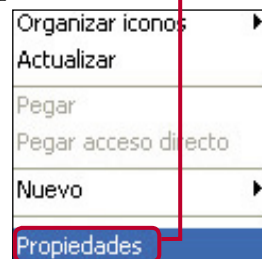 Organizar iconos
Actualizar
Pegar
Pegar acceso directo
Nuevo
Propiedades